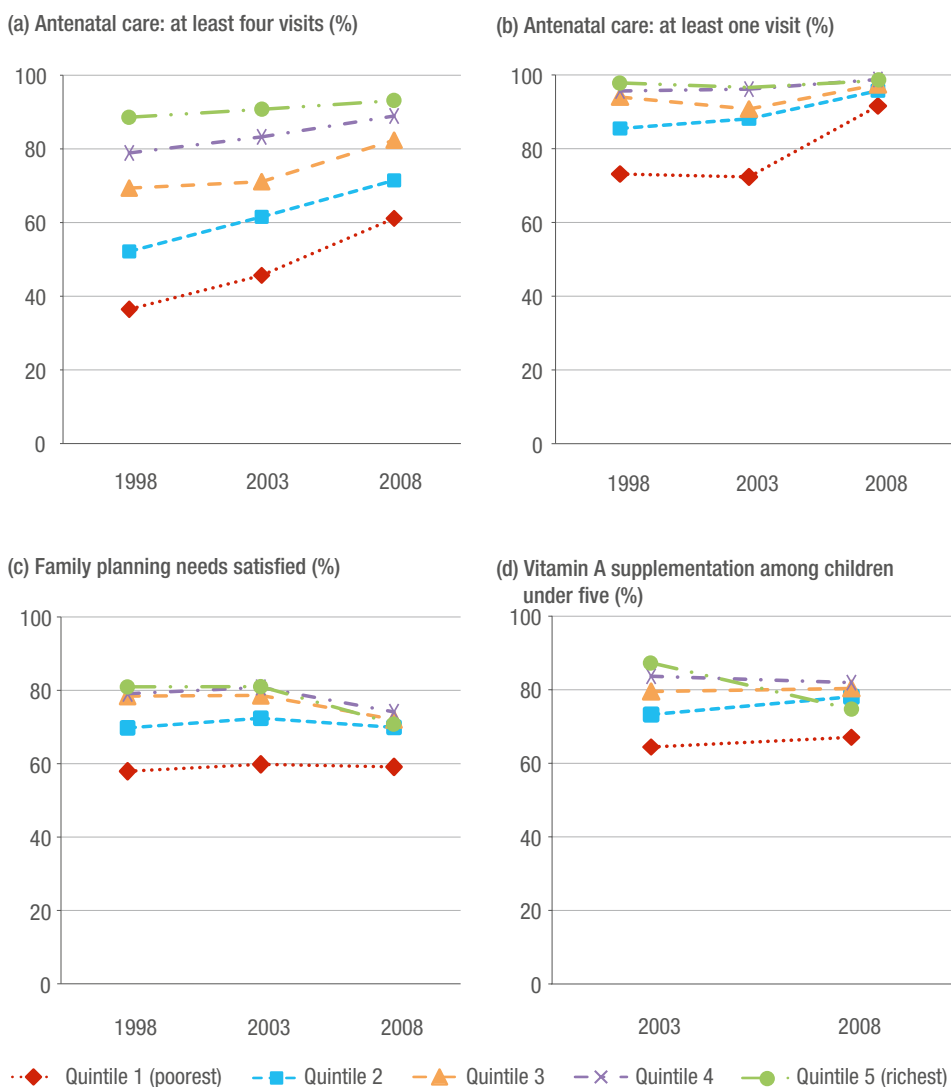 (a) Antenatal care: at least four visits (%)
100
80
60
40
20
0
1998 2003 2008
(b) Antenatal care: at least one visit (%)
100
80
60
40
20
0
1998 2003 2008
(c) Family planning needs satisfied (%)
100
80
60
40
20
0
1998 2003 2008
(d) Vitamin A supplementation among children
under five (%)
100
80
60
40
20
0
2003 2008
Quintile 1 (poorest) Quintile 2 Quintile 3 Quintile 4 Quintile 5 (richest)